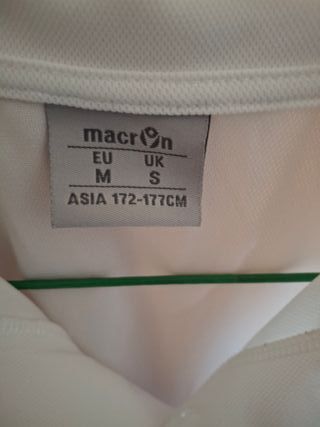 macron
EU UK
M S
ASIA 172-177CM